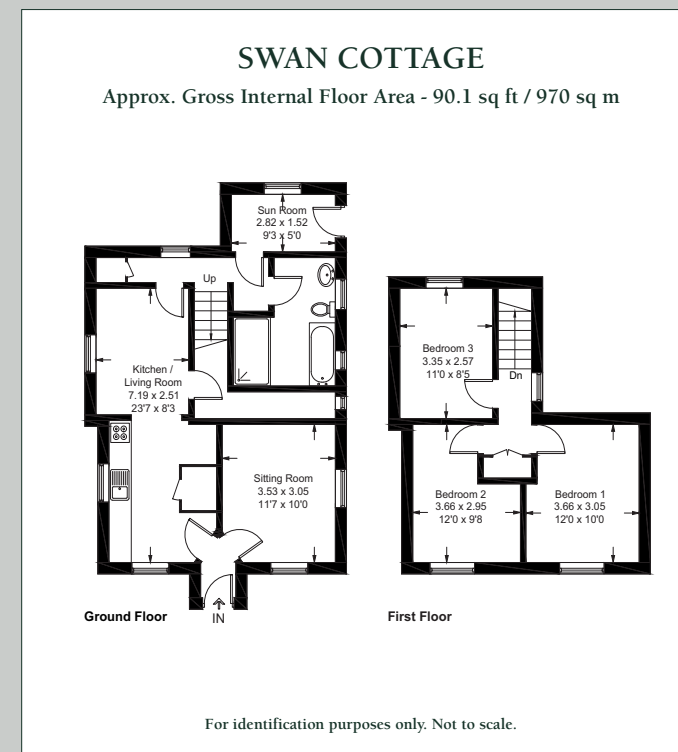 SWAN COTTAGE
Approx. Gross Internal Floor Area - 90.1 sq ft / 970 sq m
Sun Room
2.82 x 1.52
9'3 x 5'0
Up
Kitchen /
Living Room
7.19 x 2.51
23'7 x 8'3
Sitting Room
3.53 x 3.05
11'7 x 10'0
IN
Ground Floor
Bedroom 3
3.35 x 2.57
11'0 x 8'5
Dn
Bedroom 2
3.66 x 2.95
12'0 x 9'8
Bedroom 1
3.66 x 3.05
12'0 x 10'0
First Floor
For identification purposes only. Not to scale.